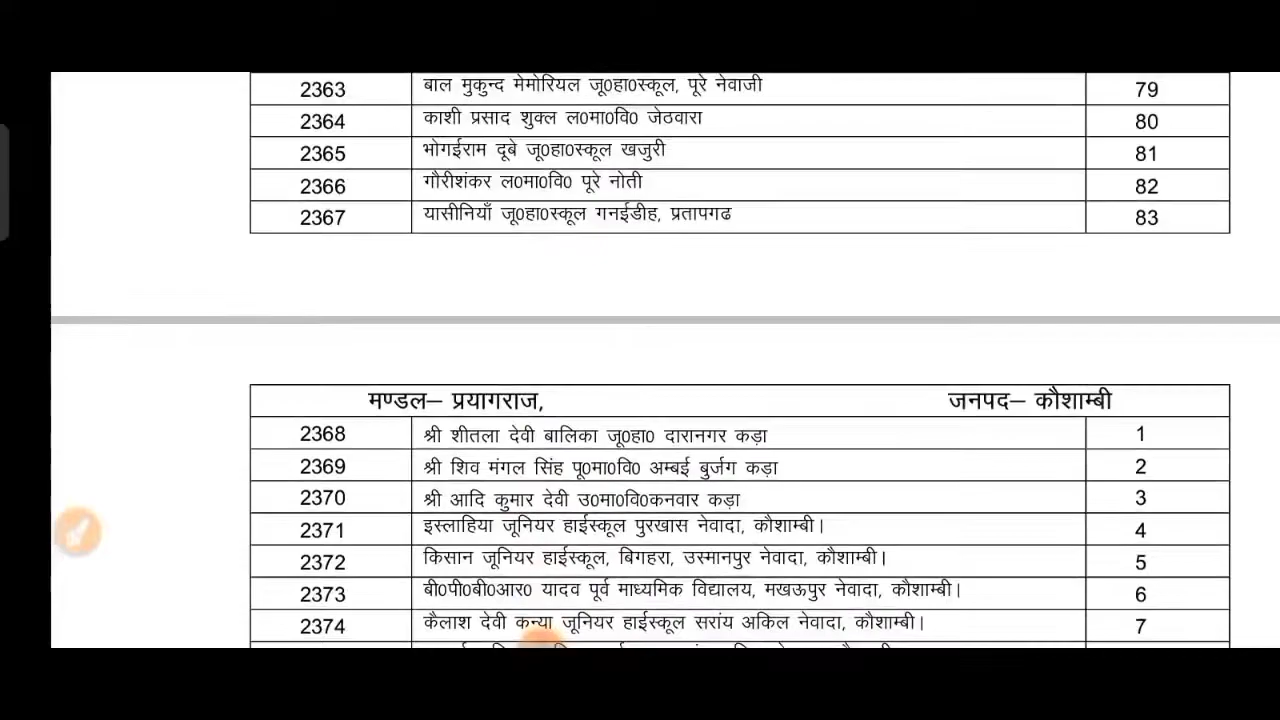 2363 बाल मुकुन्द मेमोरियल जू0हा0स्कूल, पूरे नेवाजी 79
2364 काशी प्रसाद शुक्ल ल0मा0वि0 जेठवारा 80
2365 भोगईराम दूबे जू0हा0स्कूल खजुरी 81
2366 गौरीशंकर ल0मा0वि0 पूरे नोती 82
2367 यासीनियाँ जू0हा0स्कूल गनईडीह, प्रतापगढ 83
मण्डल– प्रयागराज, जनपद– कौशाम्बी
2368 श्री शीतला देवी बालिका जू0हा0 दारानगर कड़ा 1
2369 श्री शिव मंगल सिंह पू0मा0वि0 अम्बई बुर्जग कड़ा 2
2370 श्री आदि कुमार देवी उ0मा0वि0कनवार कड़ा 3
2371 इस्लाहिया जूनियर हाईस्कूल पुरखास नेवादा, कौशाम्बी। 4
2372 किसान जूनियर हाईस्कूल, बिगहरा, उस्मानपुर नेवादा, कौशाम्बी। 5
2373 बी0पी0बी0आर0 यादव पूर्व माध्यमिक विद्यालय, मखऊपुर नेवादा, कौशाम्बी। 6
2374 कैलाश देवी कन्या जूनियर हाईस्कूल सरांय अकिल नेवादा, कौशाम्बी। 7